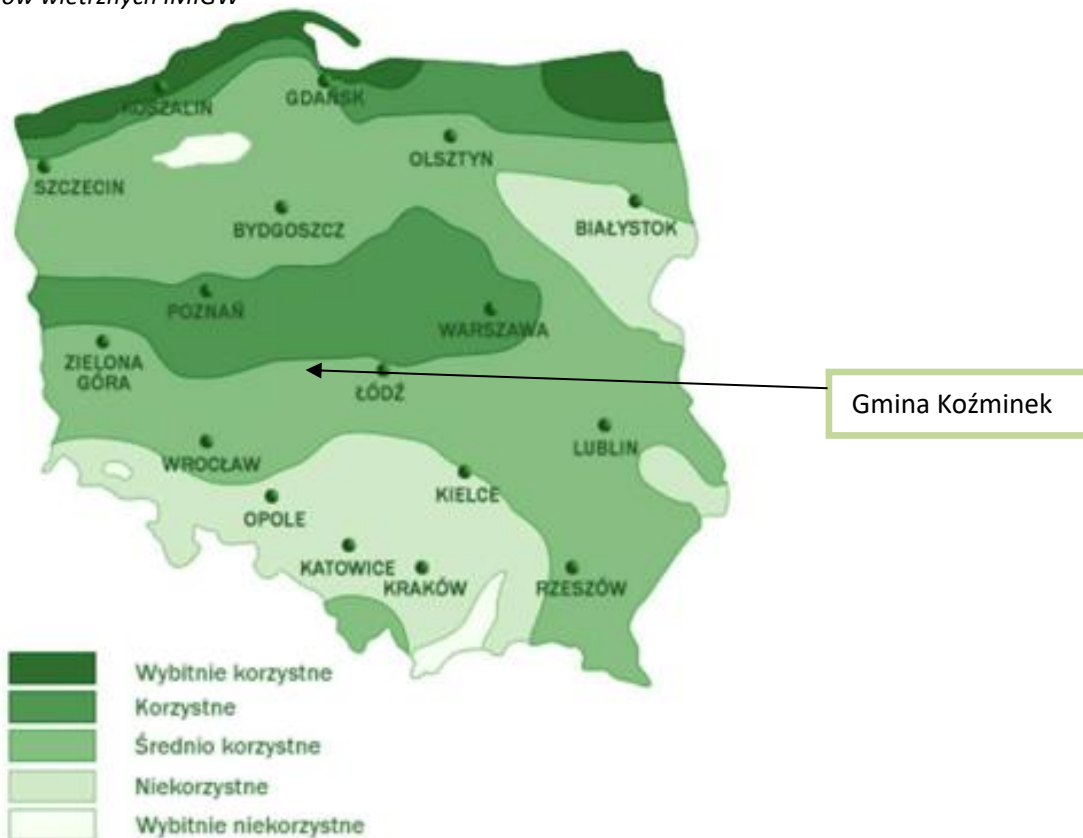 ów wietrznych IMIGW
KOSZALIN
GDAŃSK
OLSZTYN
SZCZECIN
BYDGOSZCZ
BIAŁYSTOK
POZNAŃ
WARSZAWA
ZIELONA
GÓRA
ŁÓDŹ
Gmina Koźminek
LUBLIN
WROCŁAW
KIELCE
OPOLE
KATOWICE
KRAKÓW
RZESZÓW
Wybitnie korzystne
Korzystne
Średnio korzystne
Niekorzystne
Wybitnie niekorzystne